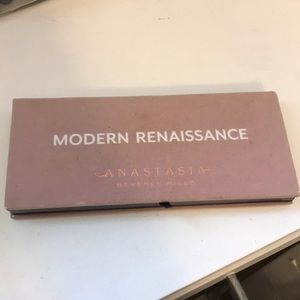 MODERN RENAISSANCE
ANASTASIA
BEVERLY HILLS